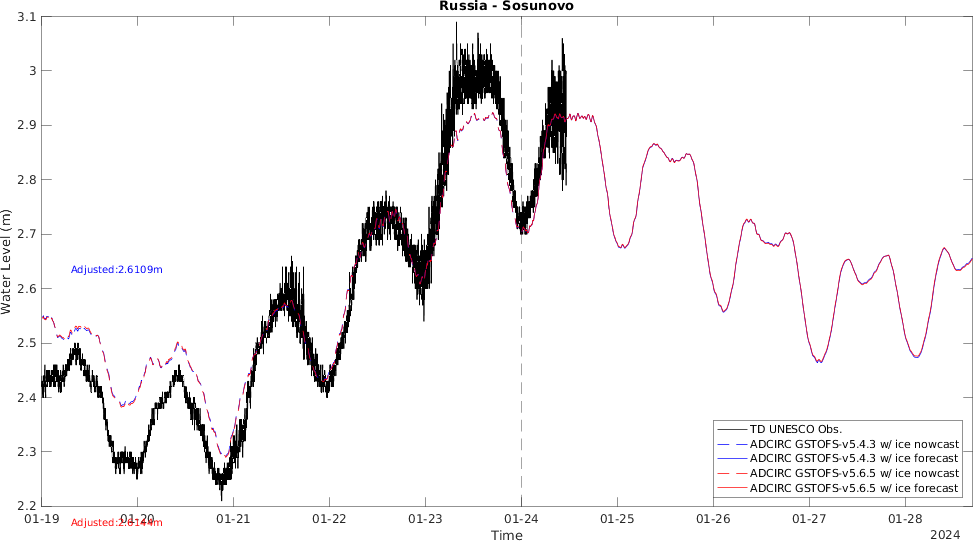 Russia - Sosunovo
3.1
3
2.9
2.8
2.7
2.6
2.5
2.4
2.3
2.2
Water Level (m)
Adjusted:2.6109m
Adjusted:2.6144m
TD UNESCO Obs.
ADCIRC GSTOFS-v5.4.3 w/ ice nowcast
ADCIRC GSTOFS-v5.4.3 w/ ice forecast
ADCIRC GSTOFS-v5.6.5 w/ ice nowcast
ADCIRC GSTOFS-v5.6.5 w/ ice forecast
01-19 01-20 01-21 01-22 01-23 01-24 01-25 01-26 01-27 01-28
Time
2024